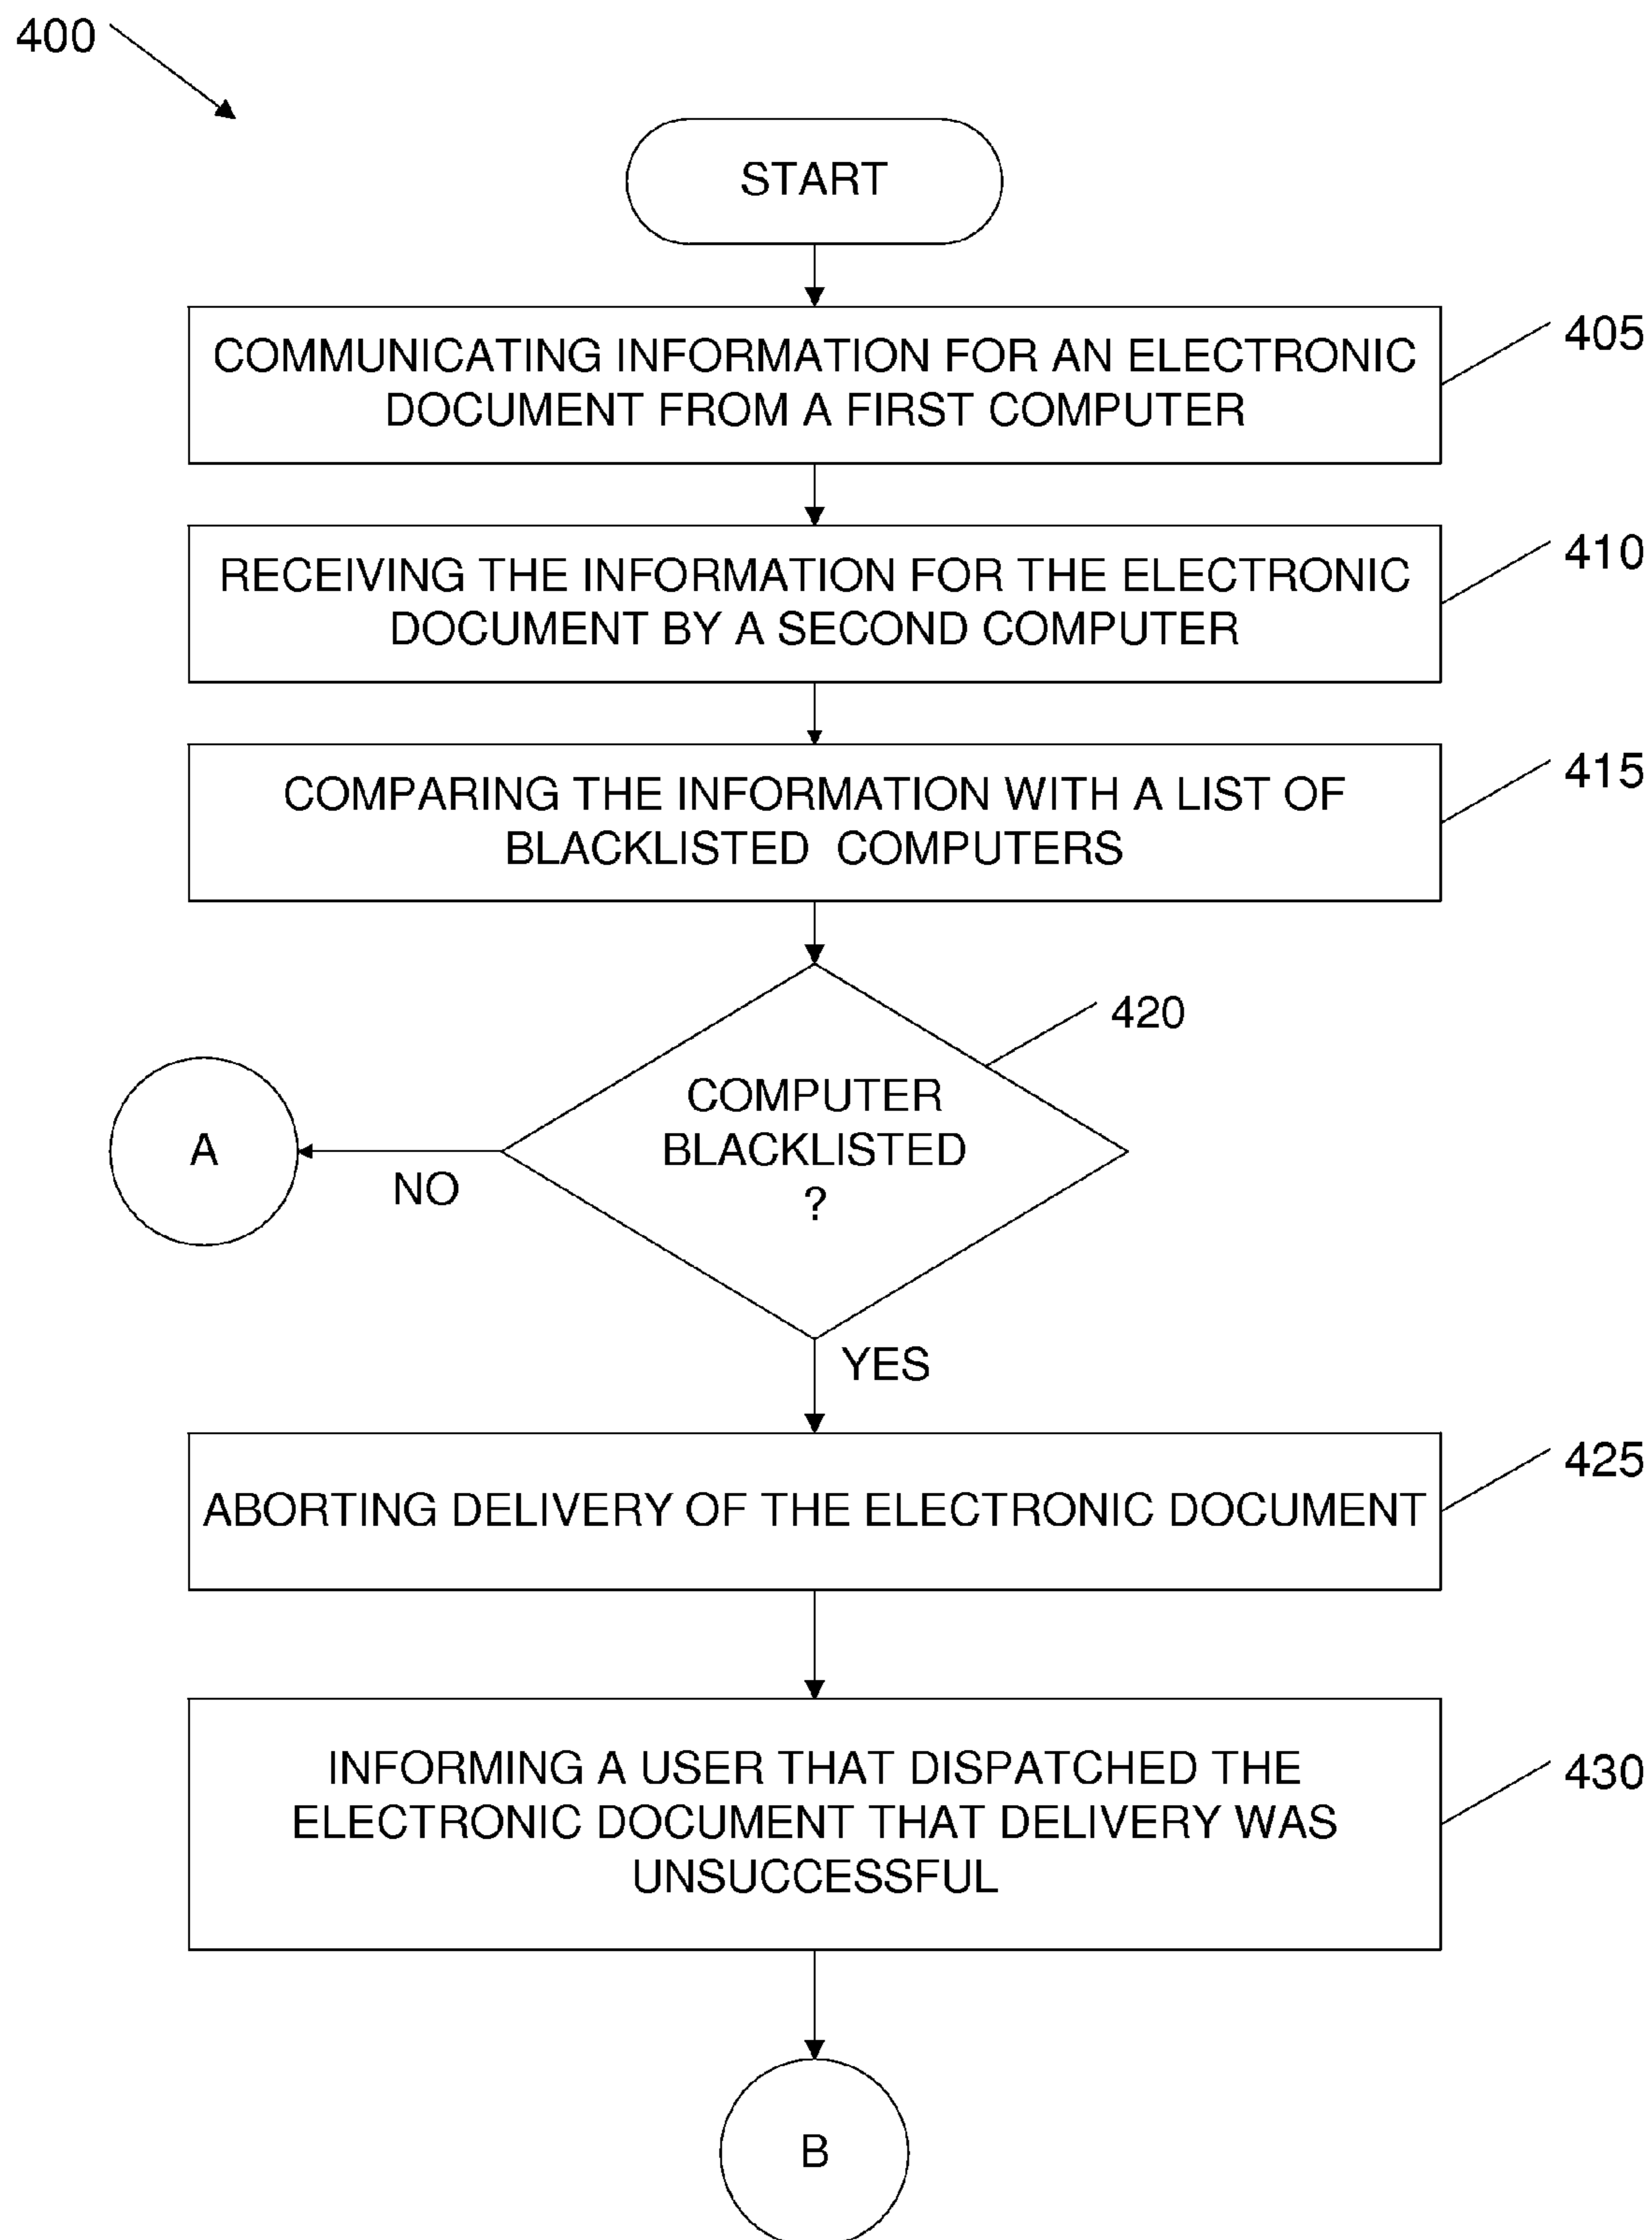 400
START
COMMUNICATING INFORMATION FOR AN ELECTRONIC
DOCUMENT FROM A FIRST COMPUTER
405
RECEIVING THE INFORMATION FOR THE ELECTRONIC
DOCUMENT BY A SECOND COMPUTER
410
COMPARING THE INFORMATION WITH A LIST OF
BLACKLISTED COMPUTERS
415
420
COMPUTER
BLACKLISTED
?
A
NO
YES
ABORTING DELIVERY OF THE ELECTRONIC DOCUMENT
425
INFORMING A USER THAT DISPATCHED THE
ELECTRONIC DOCUMENT THAT DELIVERY WAS
UNSUCCESSFUL
430
B